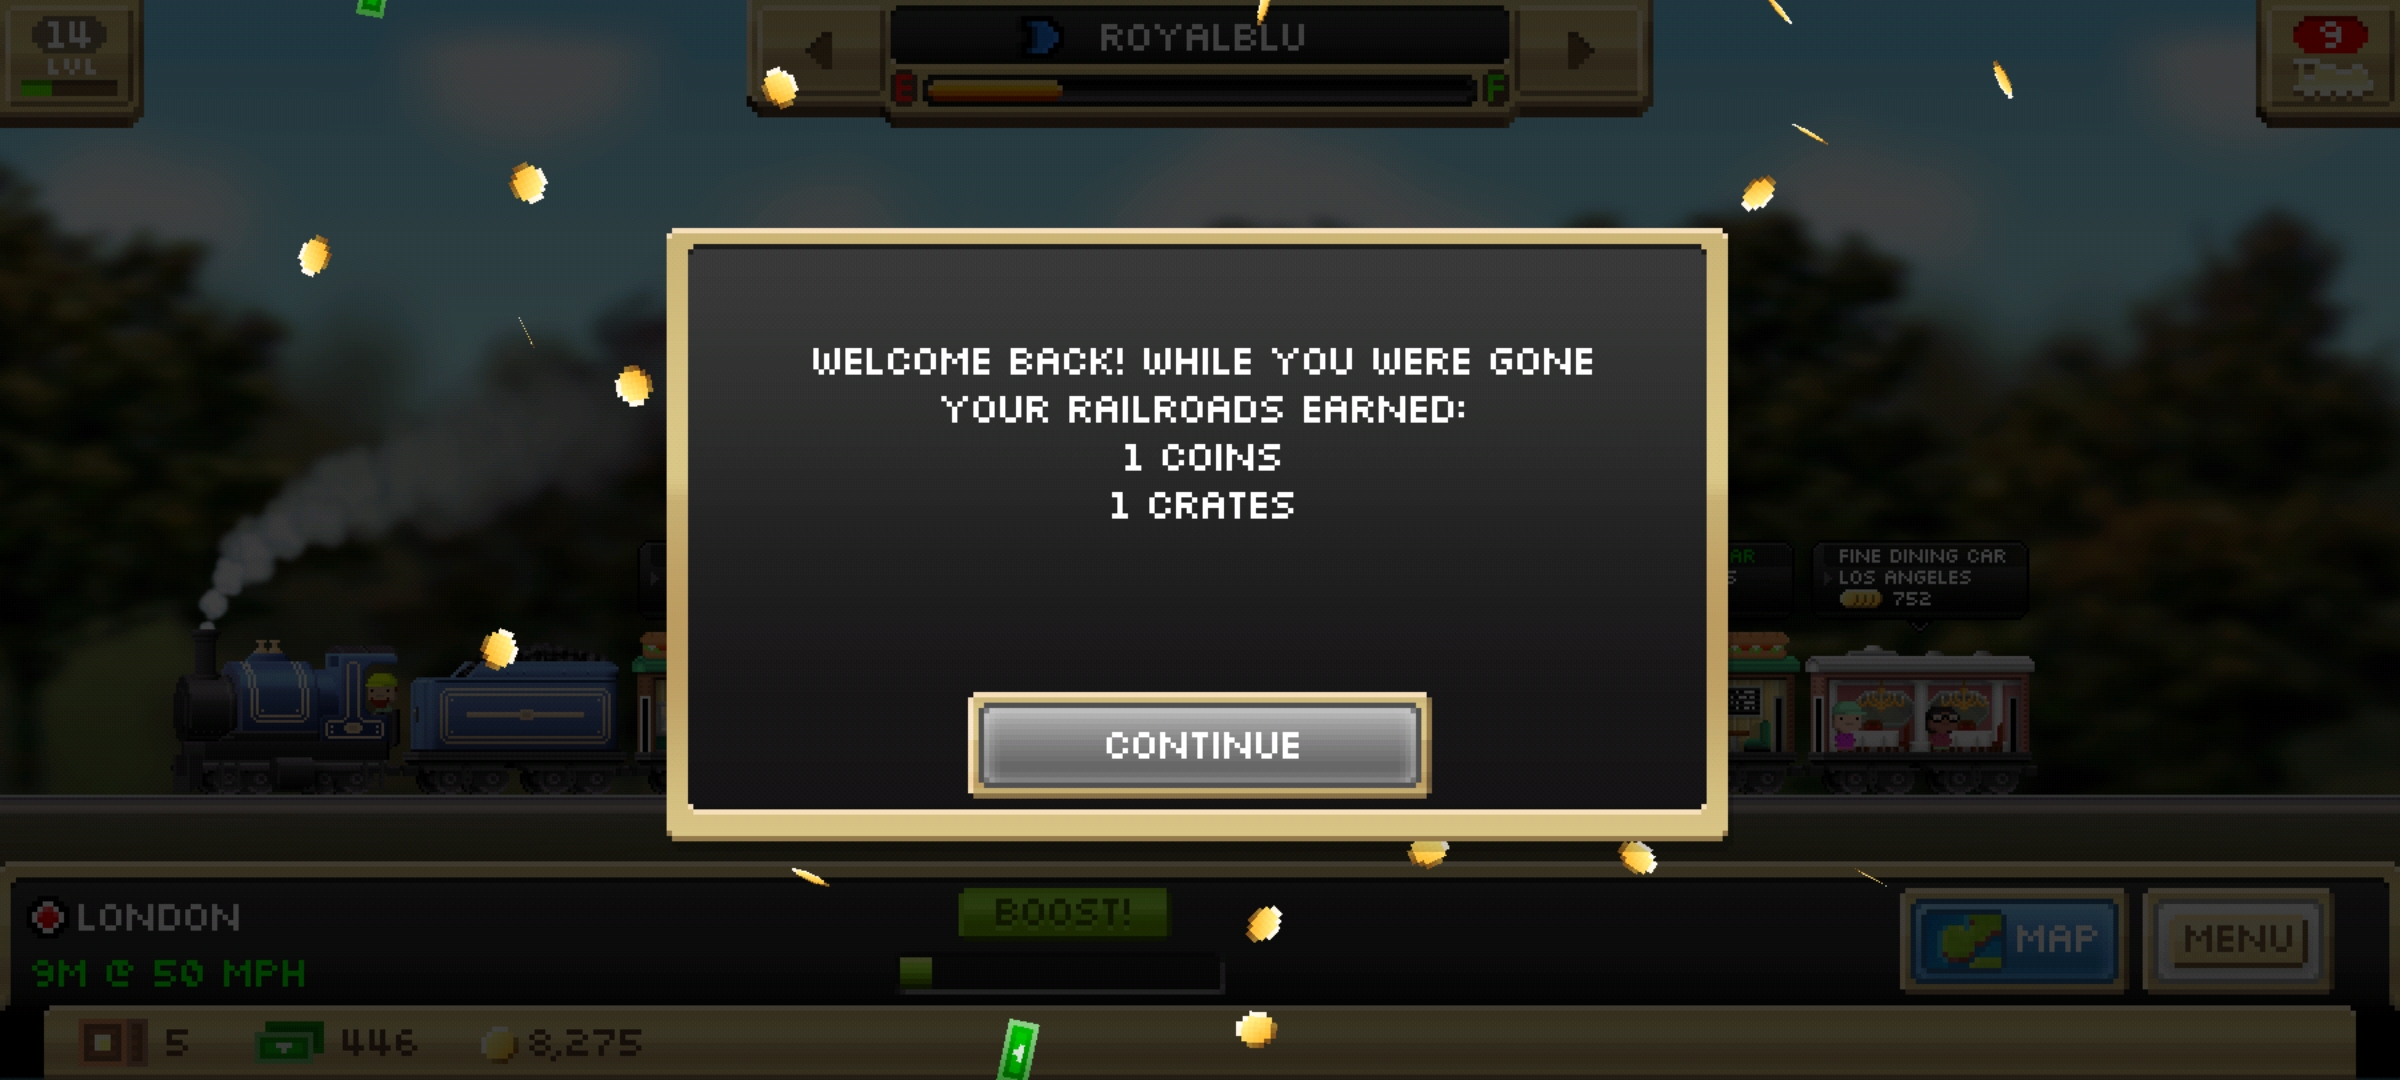 14
LVL
ROYALBLU
E
F
9
WELCOME BACK! WHILE YOU WERE GONE
YOUR RAILROADS EARNED:
1 COINS
1 CRATES
CONTINUE
AR
S
FINE DINING CAR
LOS ANGELES
752
LONDON
9M @ 50 MPH
BOOST!
MAP
MENU
5
446
8,275